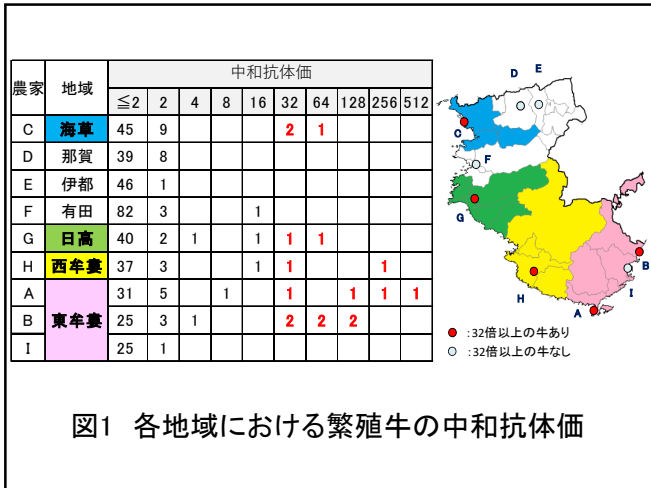 農家 地域 中和抗体価
≦2 2 4 8 16 32 64 128 256 512
C 海草 45 9 2 1
D 那賀 39 8
E 伊都 46 1
F 有田 82 3 1
G 日高 40 2 1 1 1 1
H 西牟婁 37 3 1 1 1
A 東牟婁 31 5 1 1 1 1 1
B 25 3 1 2 2 2
I 25 1
D E
C
F
G
B
I
H
A
:32倍以上の牛あり
:32倍以上の牛なし
図1 各地域における繁殖牛の中和抗体価